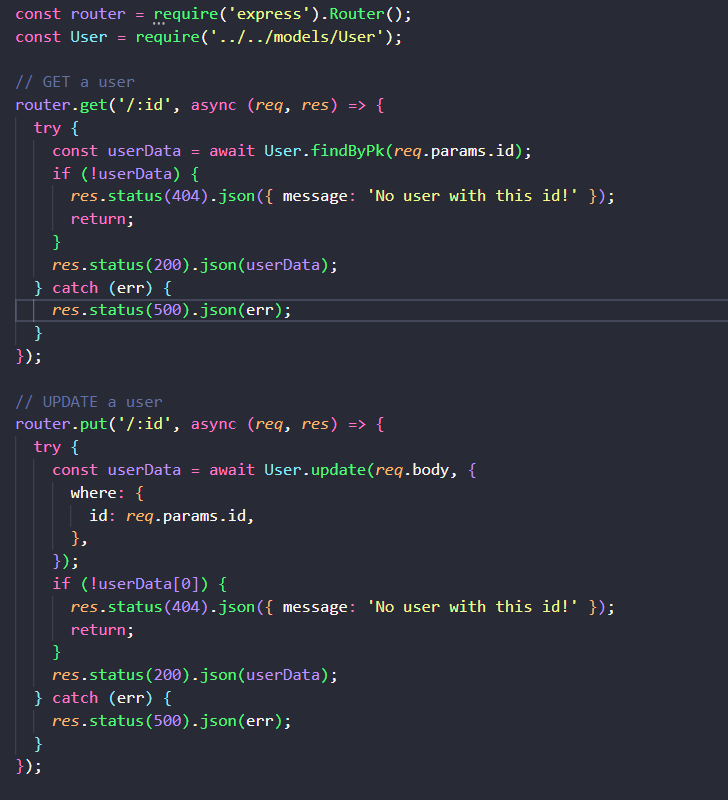 const router = require('express').Router();
const User = require('../../models/User');

// GET a user
router.get('/:id', async (req, res) => {
  try {
    const userData = await User.findByPk(req.params.id);
    if (!userData) {
      res.status(404).json({ message: 'No user with this id!' });
      return;
    }
    res.status(200).json(userData);
  } catch (err) {
    res.status(500).json(err);
  }
});

// UPDATE a user
router.put('/:id', async (req, res) => {
  try {
    const userData = await User.update(req.body, {
      where: {
        id: req.params.id,
      },
    });
    if (!userData[0]) {
      res.status(404).json({ message: 'No user with this id!' });
      return;
    }
    res.status(200).json(userData);
  } catch (err) {
    res.status(500).json(err);
  }
});